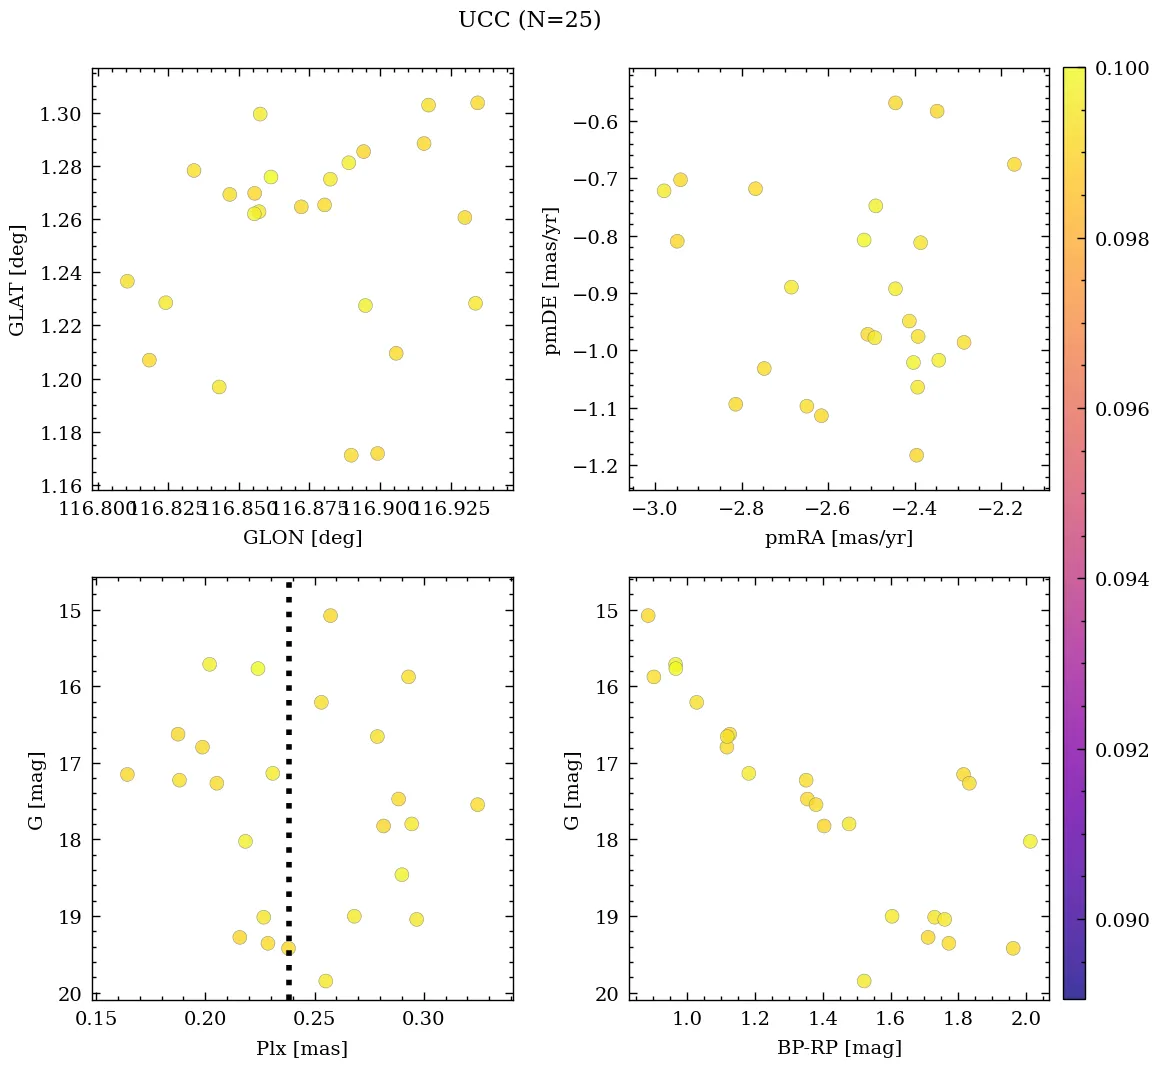 UCC (N=25)
1.30
1.28
1.26
1.24
1.22
1.20
1.18
1.16
GLAT [deg]
116.800 116.825 116.850 116.875 116.900 116.925
GLON [deg]
−0.6
−0.7
−0.8
−0.9
−1.0
−1.1
−1.2
pmDE [mas/yr]
−3.0 −2.8 −2.6 −2.4 −2.2
pmRA [mas/yr]
15
16
17
18
19
20
G [mag]
0.15 0.20 0.25 0.30
Plx [mas]
15
16
17
18
19
20
G [mag]
1.0 1.2 1.4 1.6 1.8 2.0
BP-RP [mag]
0.100
0.098
0.096
0.094
0.092
0.090